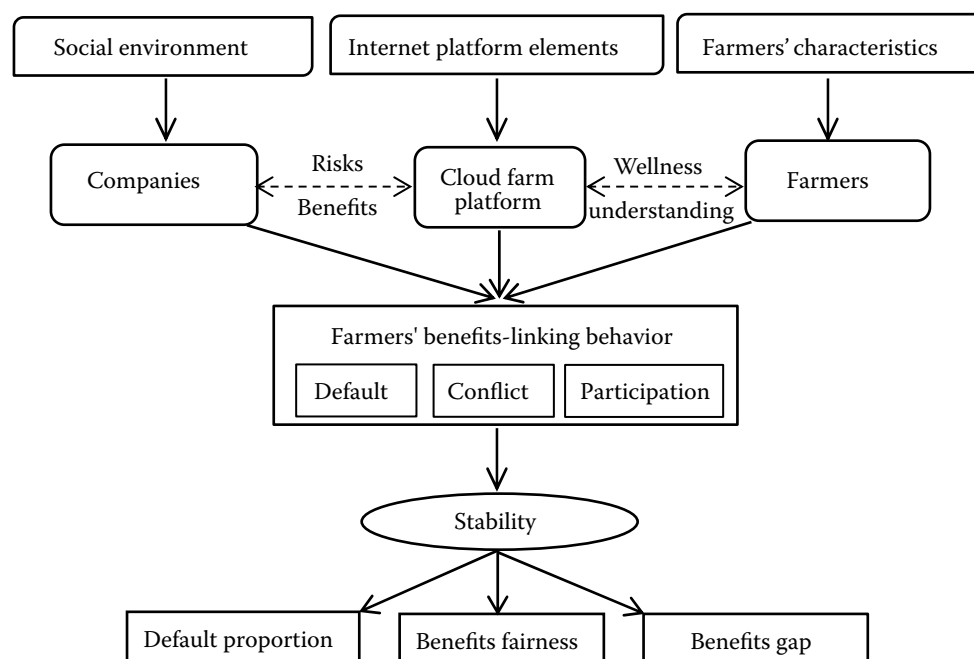 Social environment
Internet platform elements
Farmers' characteristics
Companies
Risks
Benefits
Cloud farm
platform
Wellness
understanding
Farmers
Farmers' benefits-linking behavior
Default
Conflict
Participation
Stability
Default proportion
Benefits fairness
Benefits gap